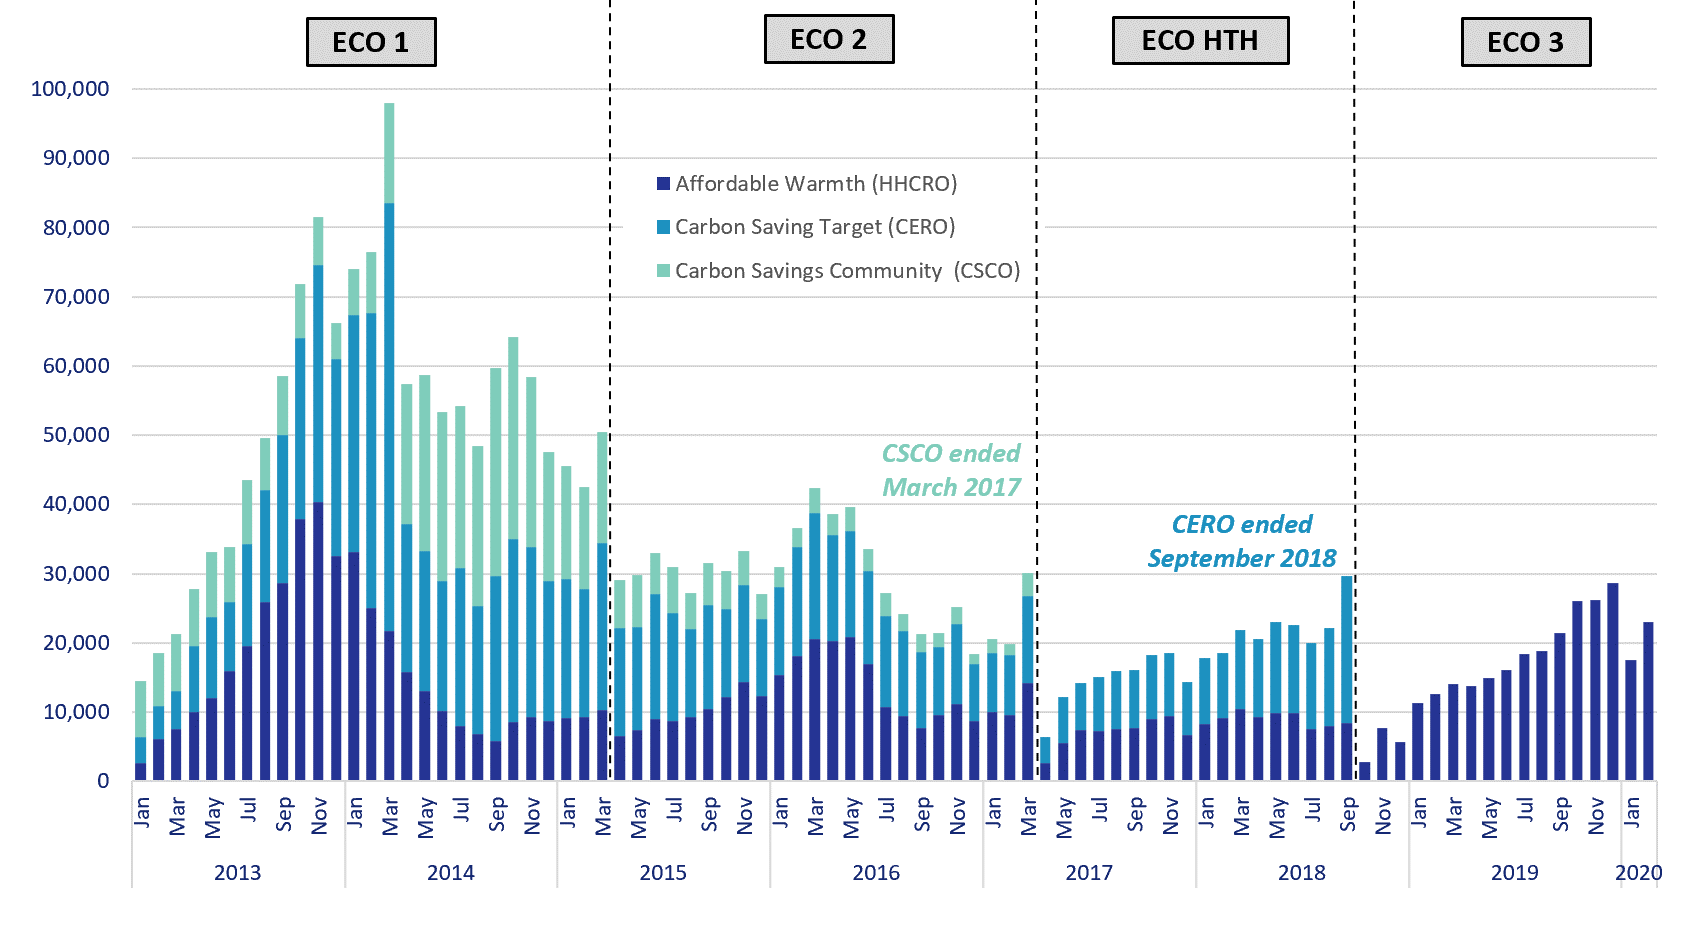 ECO 1
ECO 2
ECO HTH
ECO 3
100,000
90,000
80,000
70,000
60,000
50,000
40,000
30,000
20,000
10,000
0
Affordable Warmth (HHCRO)
Carbon Saving Target (CERO)
Carbon Savings Community (CSCO)
CSCO ended
March 2017
CERO ended
September 2018
Jan Mar May Jul Sep Nov Jan Mar May Jul Sep Nov Jan Mar May Jul Sep Nov Jan Mar May Jul Sep Nov Jan Mar May Jul Sep Nov Jan Mar May Jul Sep Nov Jan Mar May Jul Sep Nov Jan
2013 2014 2015 2016 2017 2018 2019 2020